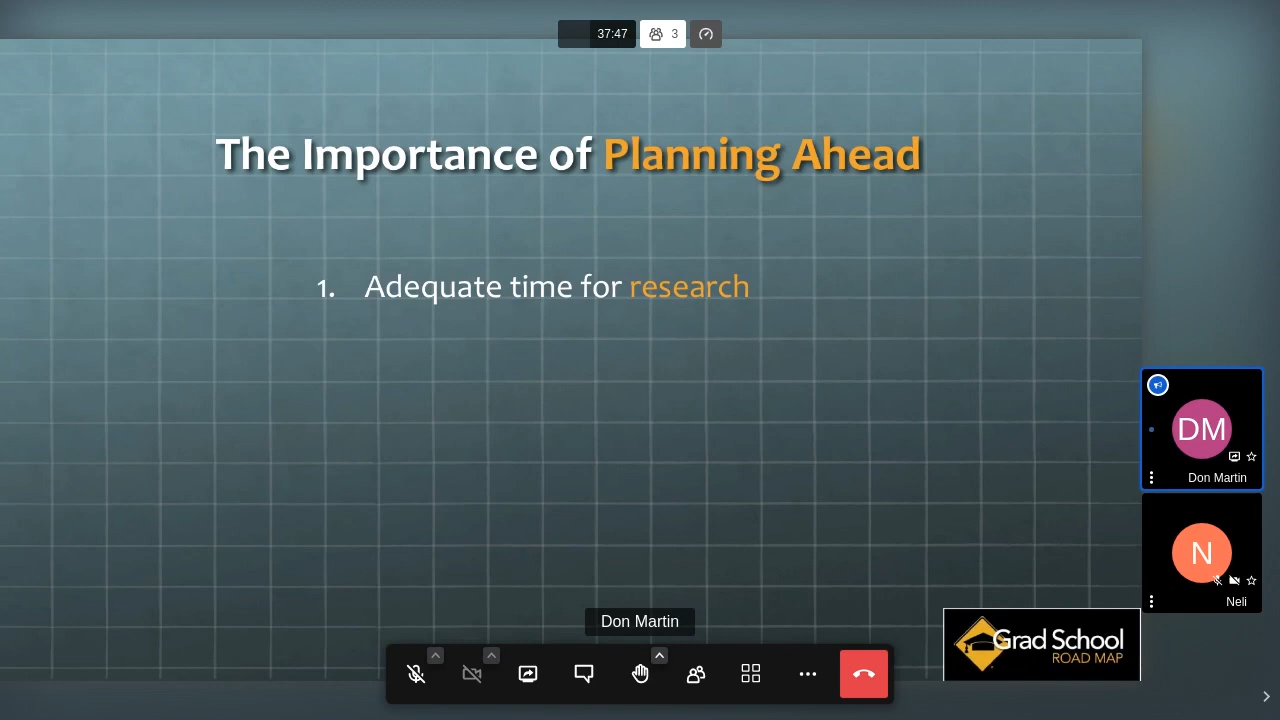 37:47
3
The Importance of Planning Ahead
1. Adequate time for research
DM
Don Martin
N
Neli
Don Martin
Grad School
ROAD MAP